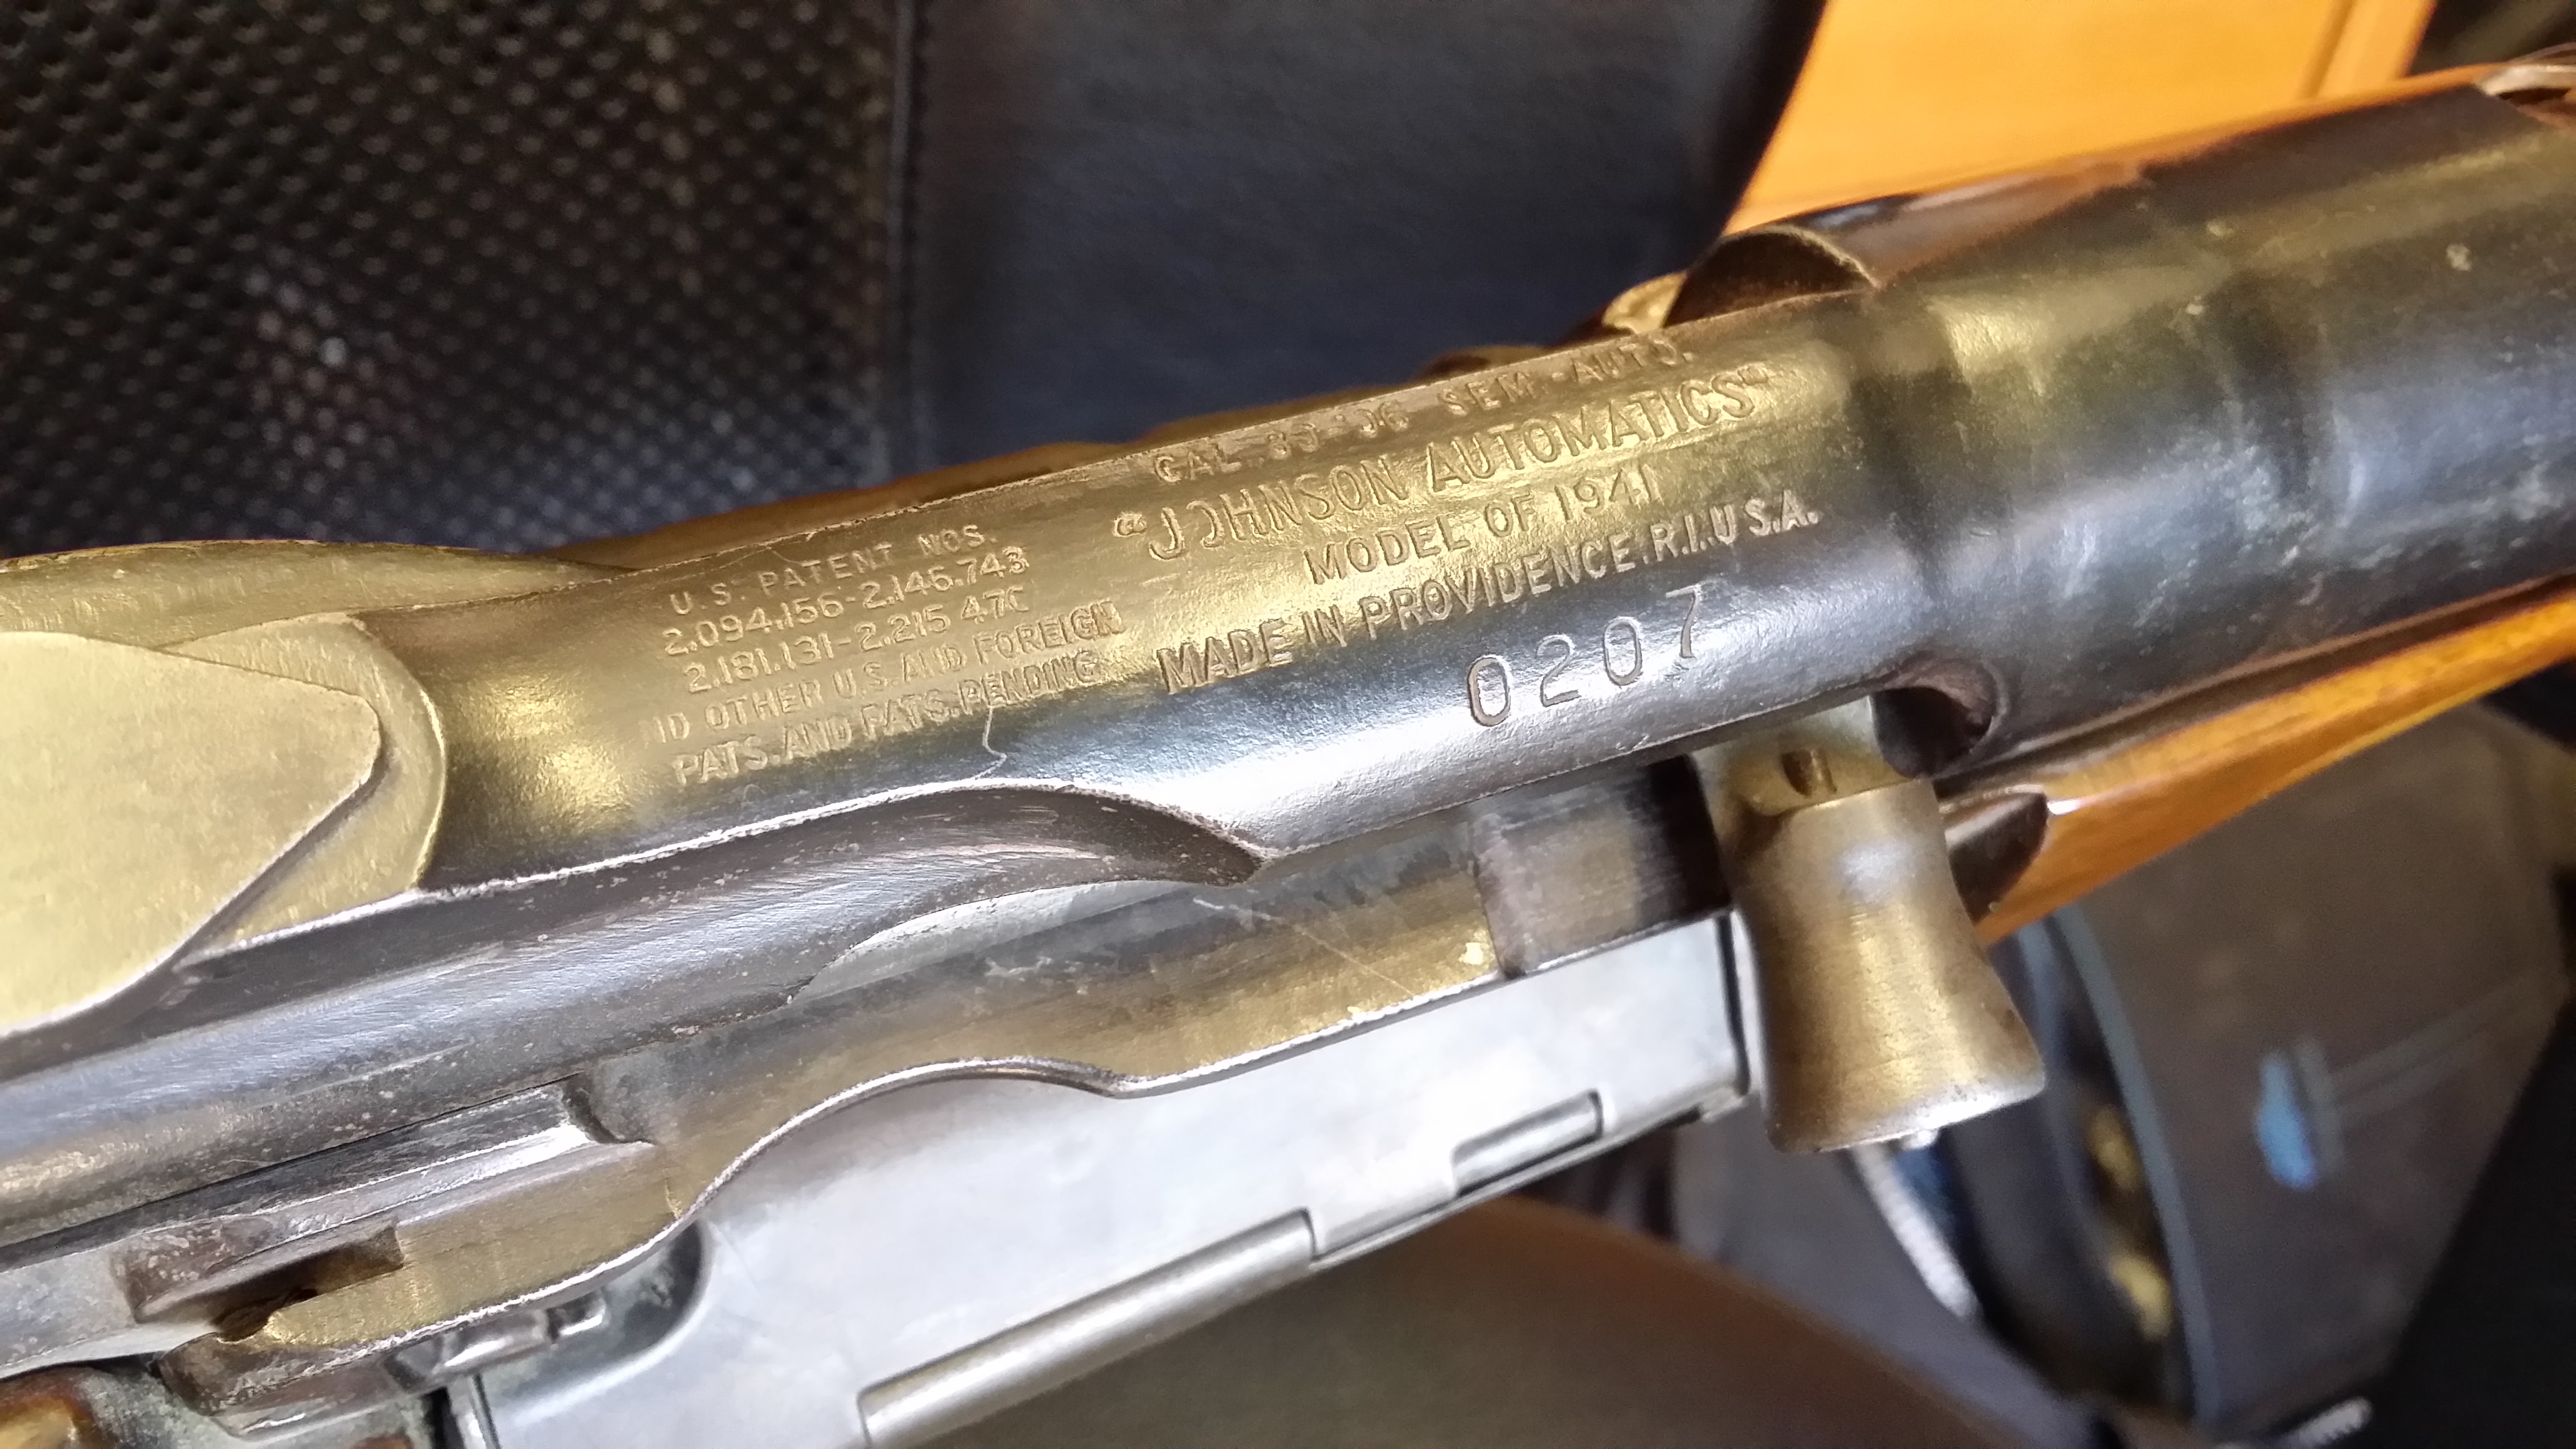 U.S. PATENT NOS.
2.094.156-2.146.743
2.181.131-2.215 470
ID OTHER U.S. AND FOREIGN
PATS. AND PATS. PENDING
CAL. 30-06 SEMI-AUTO.
"JOHNSON AUTOMATICS"
MODEL OF 1941
MADE IN PROVIDENCE. R.I. U.S.A.
0207